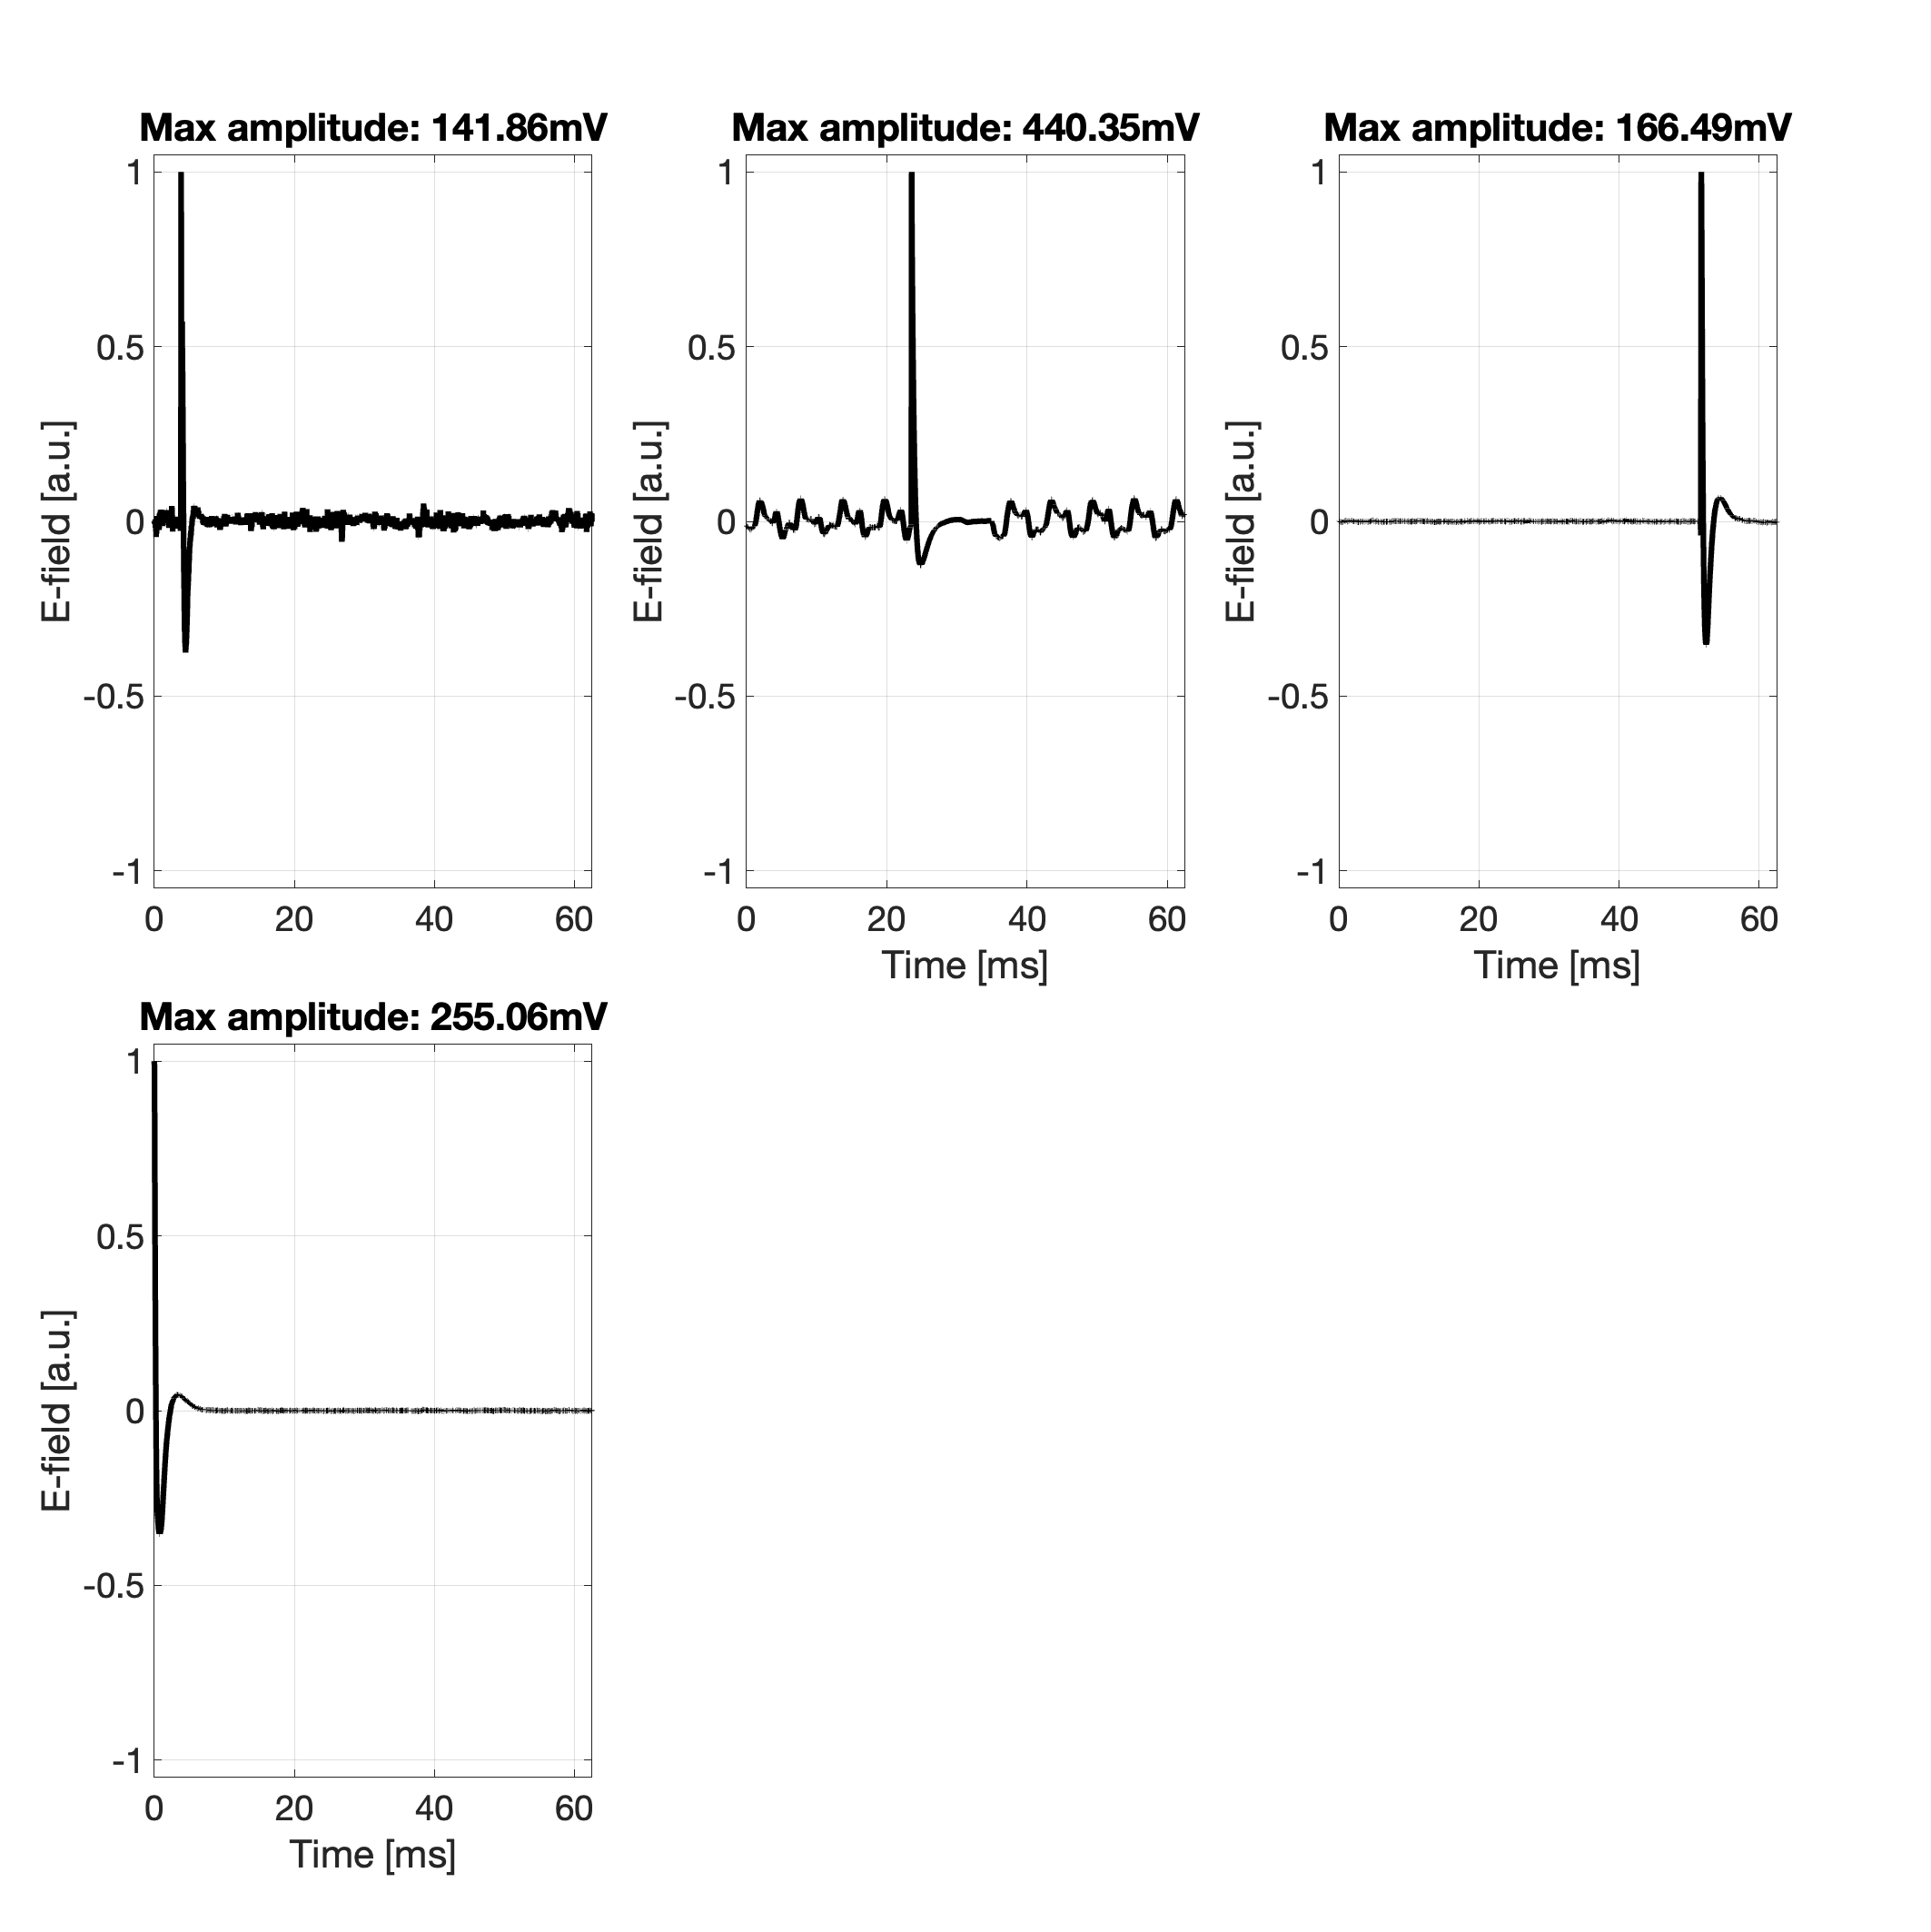 Max amplitude: 141.86mV
1
0.5
0
-0.5
-1
E-field [a.u.]
0 20 40 60
Max amplitude: 440.35mV
1
0.5
0
-0.5
-1
E-field [a.u.]
0 20 40 60
Time [ms]
Max amplitude: 166.49mV
1
0.5
0
-0.5
-1
E-field [a.u.]
0 20 40 60
Time [ms]
Max amplitude: 255.06mV
1
0.5
0
-0.5
-1
E-field [a.u.]
0 20 40 60
Time [ms]